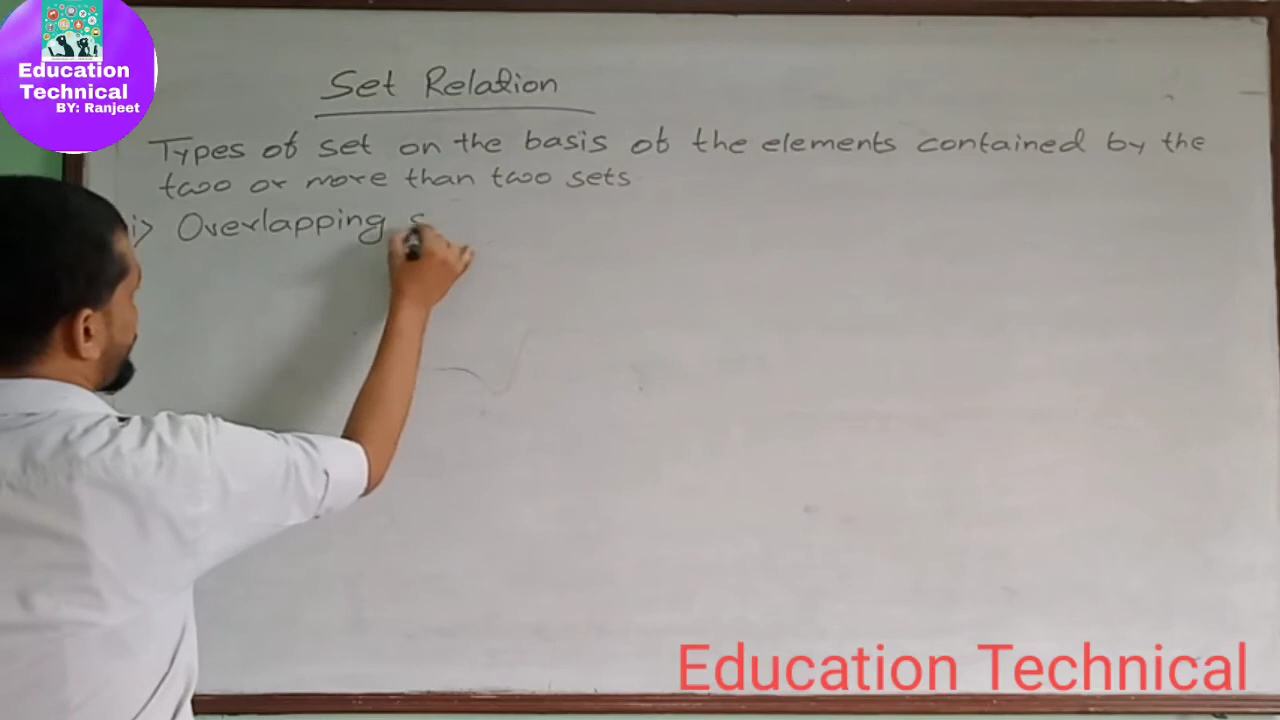 Education
Technical
BY: Ranjeet
Set Relation
Types of set on the basis of the elements contained by the
two or more than two sets
i> Overlapping s
Education Technical